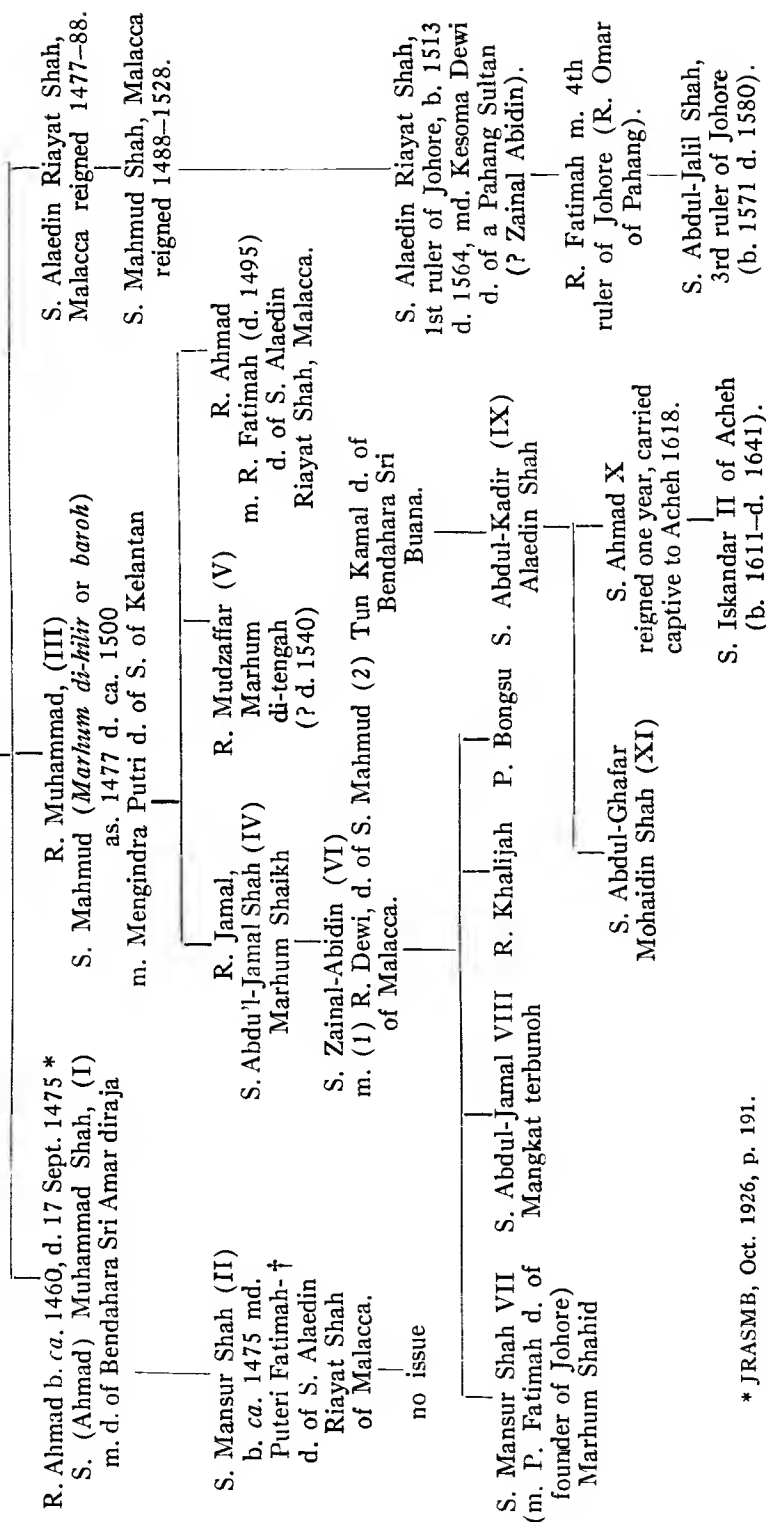 R. Ahmad b. ca. 1460, d. 17 Sept. 1475 *
S. (Ahmad) Muhammad Shah, (I)
m. d. of Bendahara Sri Amar diraja
R. Muhammad, (III)
S. Mahmud (Marhum di-hilir or baroh)
as. 1477 d. ca. 1500
m. Mengindra Putri d. of S. of Kelantan
S. Alaedin Riayat Shah,
Malacca reigned 1477–88.
S. Mahmud Shah, Malacca
reigned 1488–1528.
S. Mansur Shah (II)
b. ca. 1475 md.
Puteri Fatimah-†
d. of S. Alaedin
Riayat Shah
of Malacca.
no issue
R. Jamal,
S. Abdu'l-Jamal Shah (IV)
Marhum Shaikh
R. Mudzaffar (V)
Marhum
di-tengah
(? d. 1540)
R. Ahmad
m. R. Fatimah (d. 1495)
d. of S. Alaedin
Riayat Shah, Malacca.
S. Zainal-Abidin (VI)
m. (1) R. Dewi, d. of S. Mahmud (2) Tun Kamal d. of
of Malacca. Bendahara Sri
Buana.
S. Alaedin Riayat Shah,
1st ruler of Johore, b. 1513
d. 1564, md. Kesoma Dewi
d. of a Pahang Sultan
(? Zainal Abidin).
S. Mansur Shah VII
(m. P. Fatimah d. of
founder of Johore)
Marhum Shahid
S. Abdul-Jamal VIII
Mangkat terbunoh
R. Khalijah
P. Bongsu
S. Abdul-Kadir (IX)
Alaedin Shah
R. Fatimah m. 4th
ruler of Johore (R. Omar
of Pahang).
S. Abdul-Ghafar
Mohaidin Shah (XI)
S. Ahmad X
reigned one year, carried
captive to Acheh 1618.
S. Abdul-Jalil Shah,
3rd ruler of Johore
(b. 1571 d. 1580).
S. Iskandar II of Acheh
(b. 1611–d. 1641).
* JRASMB, Oct. 1926, p. 191.